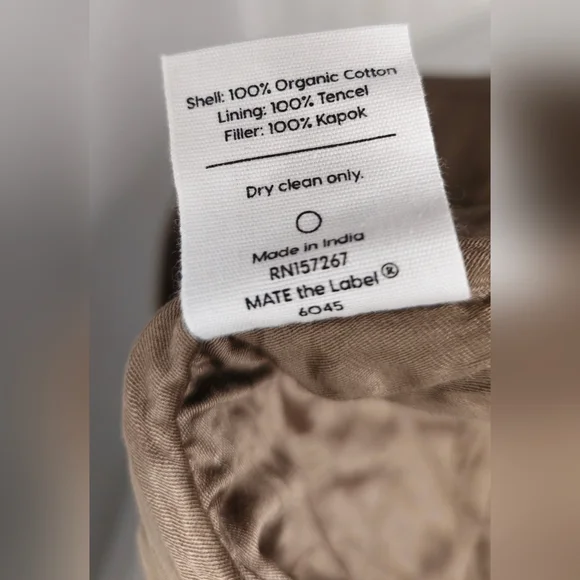 Shell: 100% Organic Cotton
Lining: 100% Tencel
Filler: 100% Kapok
Dry clean only.
Made in India
RN157267
MATE the Label®
6045